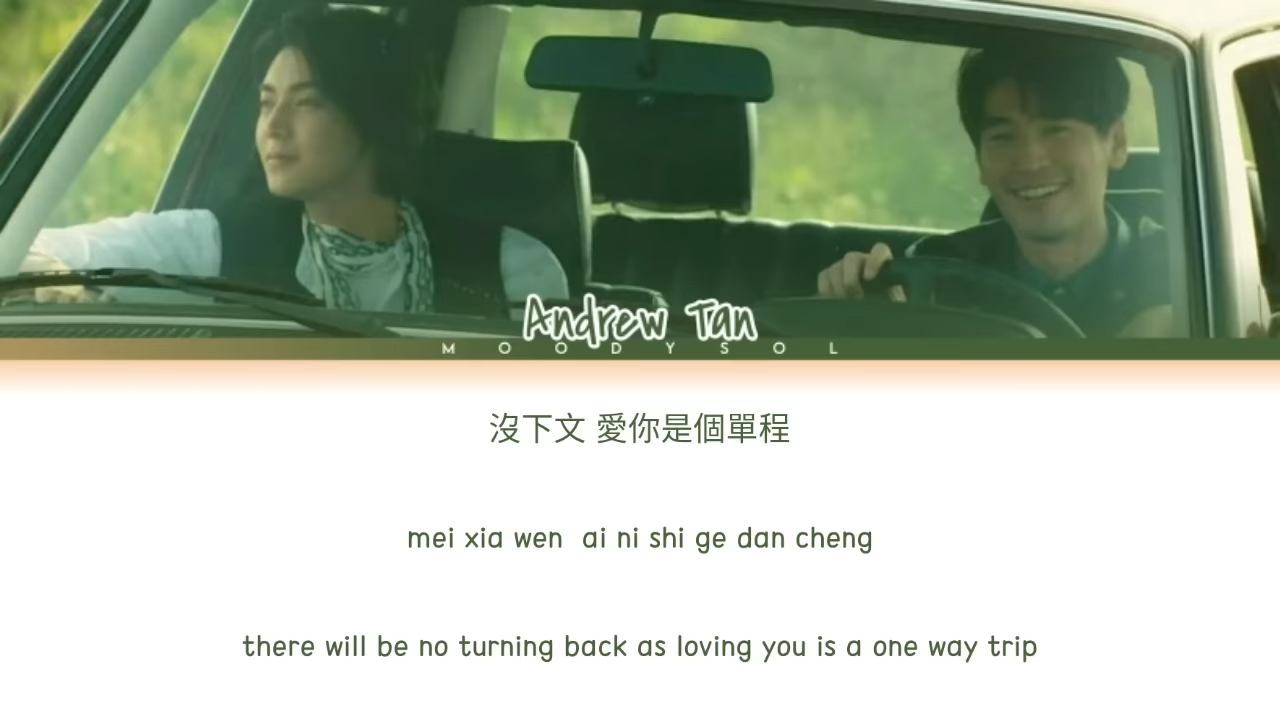 Andrew Tan
MOODYSOL
沒下文 愛你是個單程
mei xia wen ai ni shi ge dan cheng
there will be no turning back as loving you is a one way trip